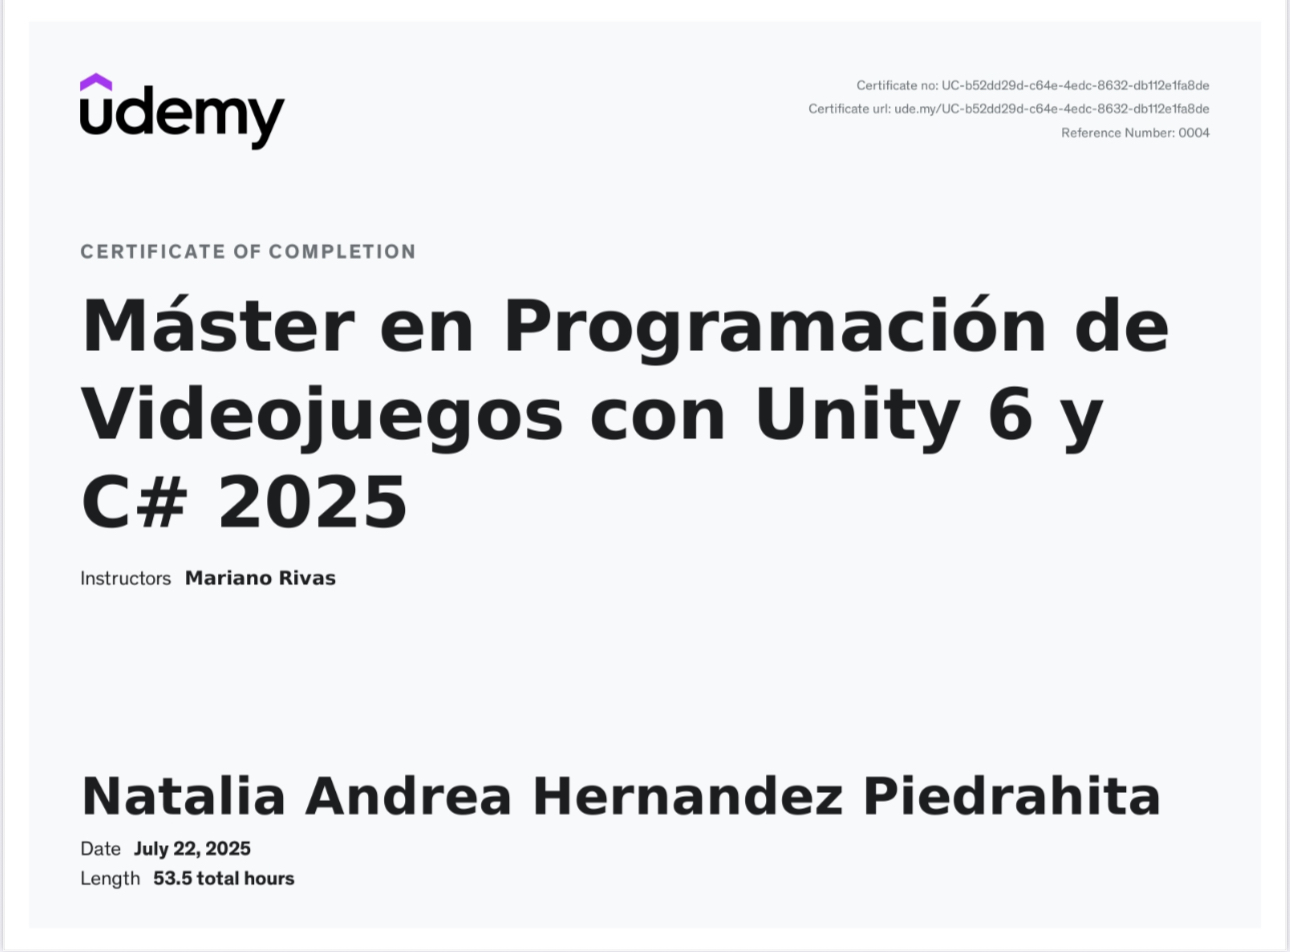 udemy
Certificate no: UC-b52dd29d-c64e-4edc-8632-db112e1fa8de
Certificate url: ude.my/UC-b52dd29d-c64e-4edc-8632-db112e1fa8de
Reference Number: 0004
CERTIFICATE OF COMPLETION
Máster en Programación de
Videojuegos con Unity 6 y
C# 2025
Instructors Mariano Rivas
Natalia Andrea Hernandez Piedrahita
Date July 22, 2025
Length 53.5 total hours